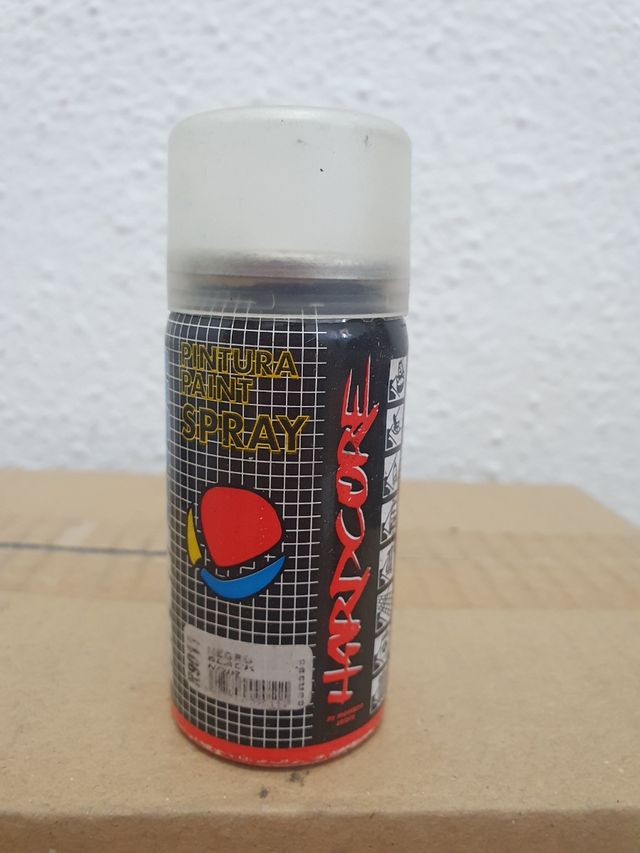 PINTURA
PAINT
SPRAY
HARDCORE
NEGRO
BLACK